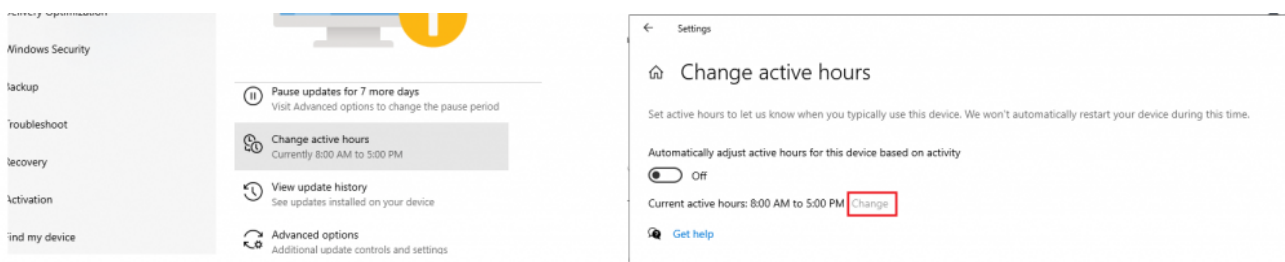 Delivery Optimization
Windows Security
Backup
Troubleshoot
Recovery
Activation
Find my device
Pause updates for 7 more days
Visit Advanced options to change the pause period
Change active hours
Currently 8:00 AM to 5:00 PM
View update history
See updates installed on your device
Advanced options
Additional update controls and settings
Settings
Change active hours
Set active hours to let us know when you typically use this device. We won't automatically restart your device during this time.
Automatically adjust active hours for this device based on activity
Off
Current active hours: 8:00 AM to 5:00 PM Change
Get help